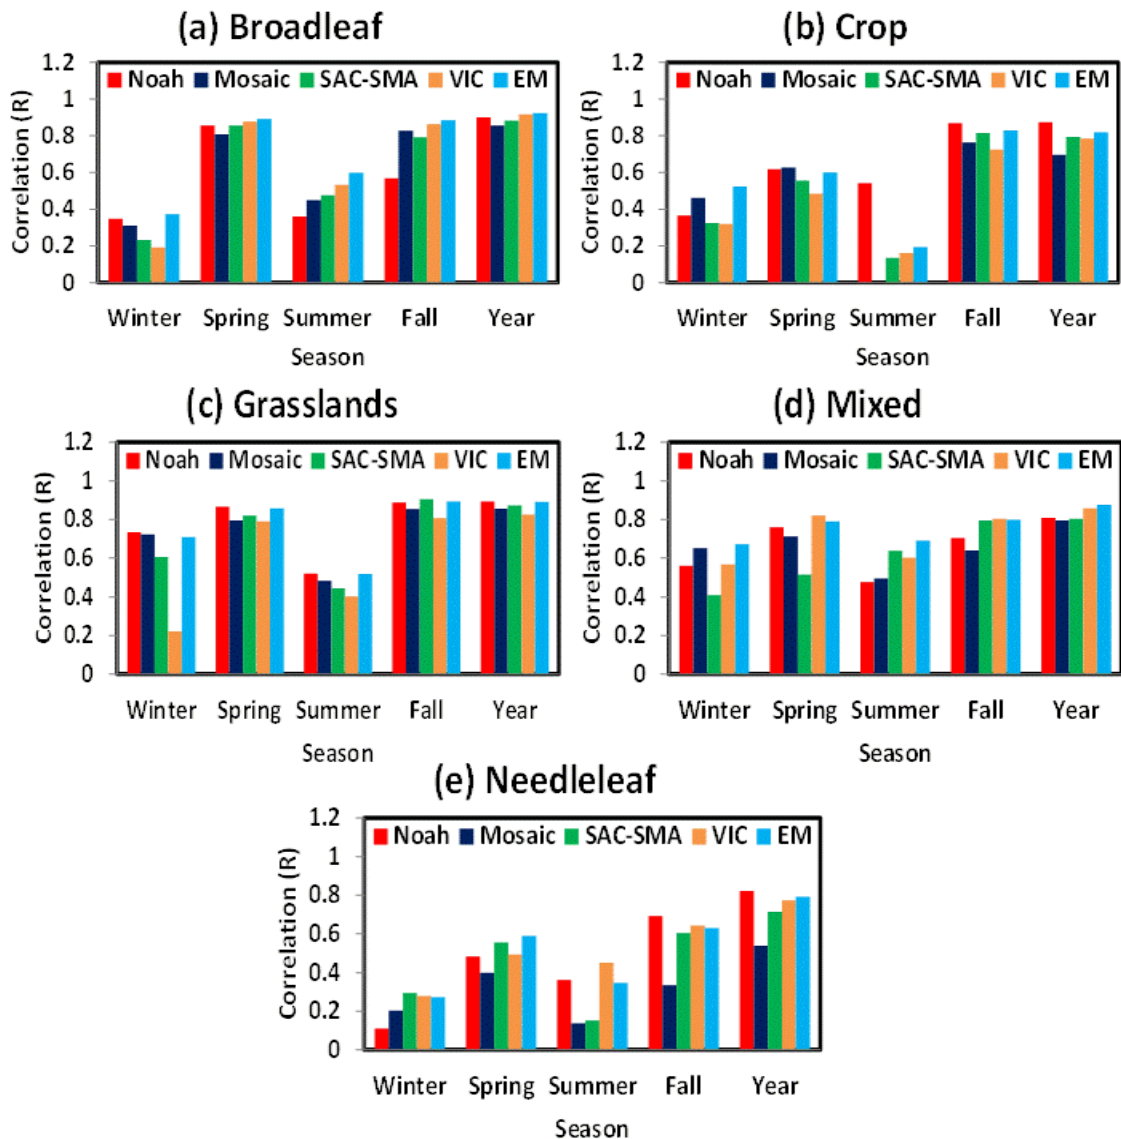 (a) Broadleaf
Correlation (R)
1.2
1
0.8
0.6
0.4
0.2
0
Noah Mosaic SAC-SMA VIC EM
Winter Spring Summer Fall Year
Season
(b) Crop
Correlation (R)
1.2
1
0.8
0.6
0.4
0.2
0
Noah Mosaic SAC-SMA VIC EM
Winter Spring Summer Fall Year
Season
(c) Grasslands
Correlation (R)
1.2
1
0.8
0.6
0.4
0.2
0
Noah Mosaic SAC-SMA VIC EM
Winter Spring Summer Fall Year
Season
(d) Mixed
Correlation (R)
1.2
1
0.8
0.6
0.4
0.2
0
Noah Mosaic SAC-SMA VIC EM
Winter Spring Summer Fall Year
Season
(e) Needleleaf
Correlation (R)
1.2
1
0.8
0.6
0.4
0.2
0
Noah Mosaic SAC-SMA VIC EM
Winter Spring Summer Fall Year
Season